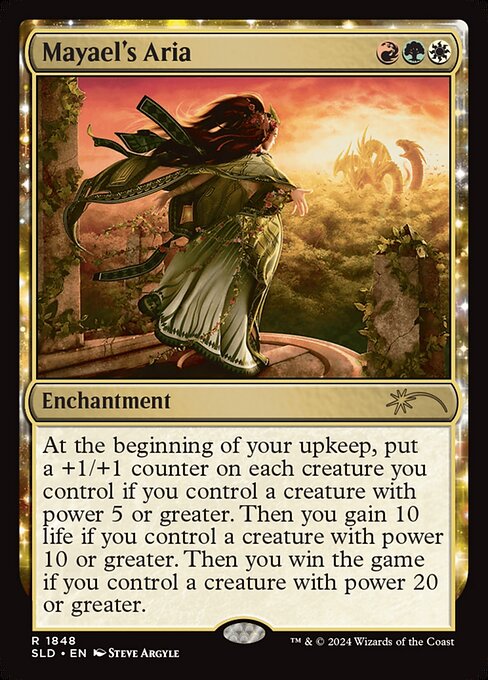 Mayael's Aria
Enchantment
At the beginning of your upkeep, put
a +1/+1 counter on each creature you
control if you control a creature with
power 5 or greater. Then you gain 10
life if you control a creature with power
10 or greater. Then you win the game
if you control a creature with power 20
or greater.
R 1848
SLD • EN Steve Argyle
™ & © 2024 Wizards of the Coast